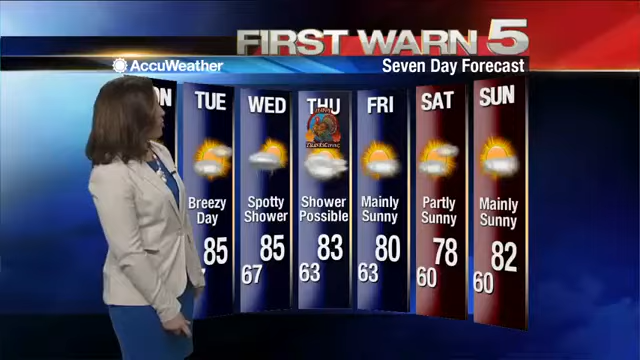 FIRST WARN 5
AccuWeather
Seven Day Forecast
TUE WED THU FRI SAT SUN
Breezy Day
Spotty Shower
Shower Possible
Mainly Sunny
Partly Sunny
Mainly Sunny
85 85 83 80 78 82
67 63 63 60 60